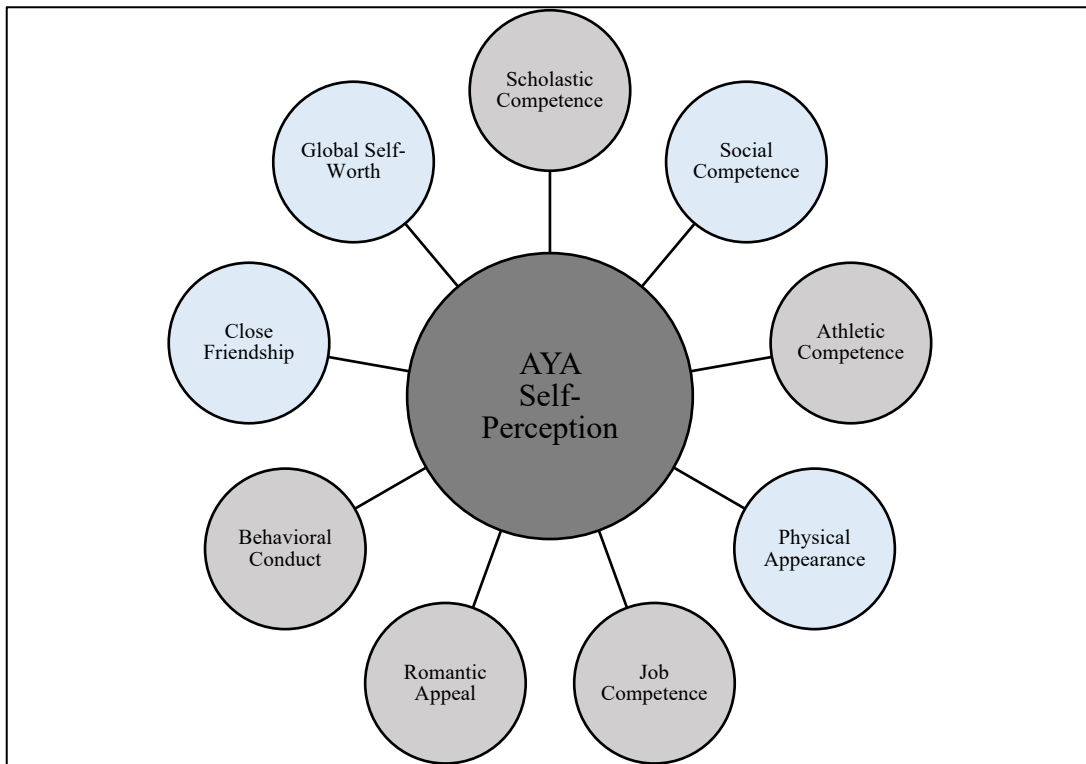 Scholastic
Competence
Global Self-
Worth
Social
Competence
Close
Friendship
AYA
Self-
Perception
Athletic
Competence
Behavioral
Conduct
Physical
Appearance
Romantic
Appeal
Job
Competence